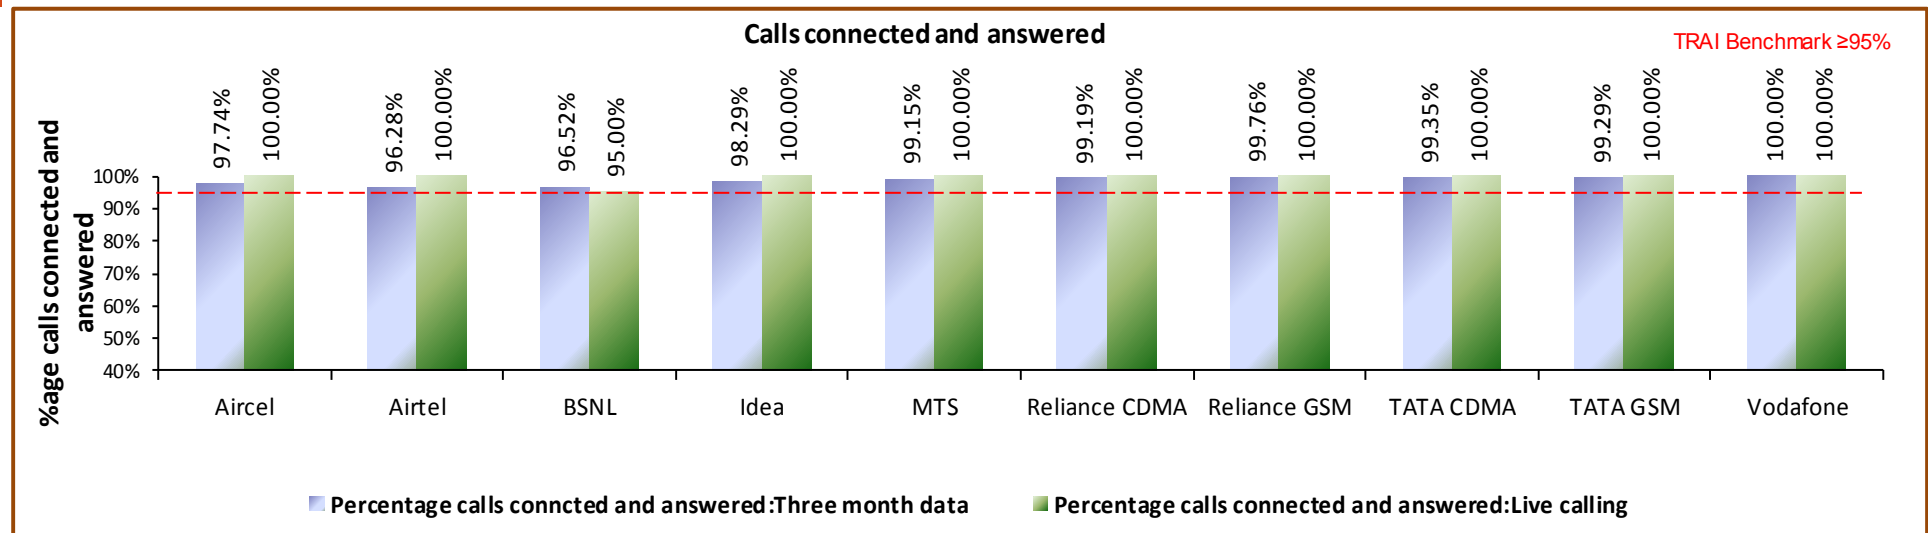 Calls connected and answered
TRAI Benchmark ≥95%
97.74%
100.00%
96.28%
100.00%
96.52%
95.00%
98.29%
100.00%
99.15%
100.00%
99.19%
100.00%
99.76%
100.00%
99.35%
100.00%
99.29%
100.00%
100.00%
100.00%
%age calls connected and
answered
100%
90%
80%
70%
60%
50%
40%
Aircel
Airtel
BSNL
Idea
MTS
Reliance CDMA
Reliance GSM
TATA CDMA
TATA GSM
Vodafone
Percentage calls conncted and answered:Three month data
Percentage calls connected and answered:Live calling